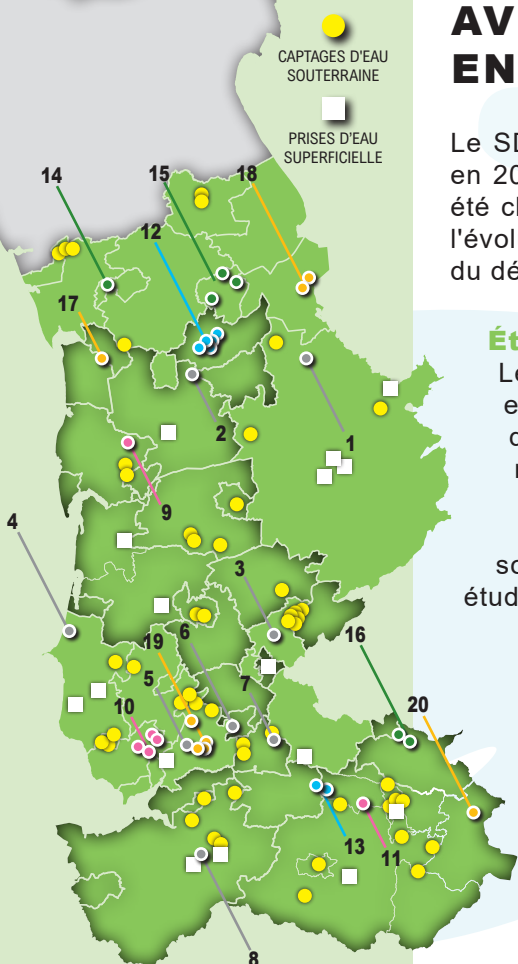 AV
EN
CAPTAGES D'EAU
SOUTERRAINE
PRISES D'EAU
SUPERFICIELLE
Le SD
en 20
été cl
l'évol
du dé
Ét
Le
e
so
étud
14
15
18
12
17
2
1
9
4
3
19
6
16
5
7
20
10
13
11
8